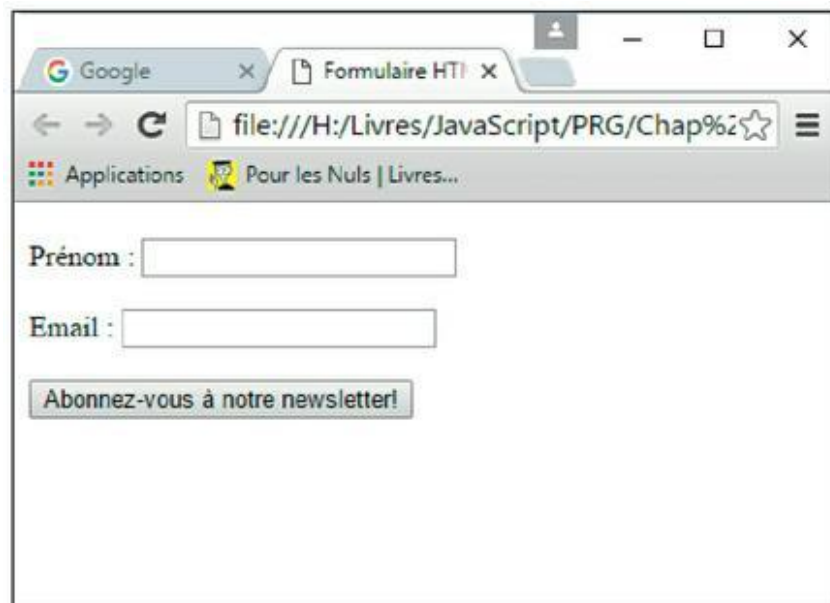 Google
Formulaire HT
file:///H:/Livres/JavaScript/PRG/Chap%2
Applications
Pour les Nuls | Livres...
Prénom :
Email :
Abonnez-vous à notre newsletter!